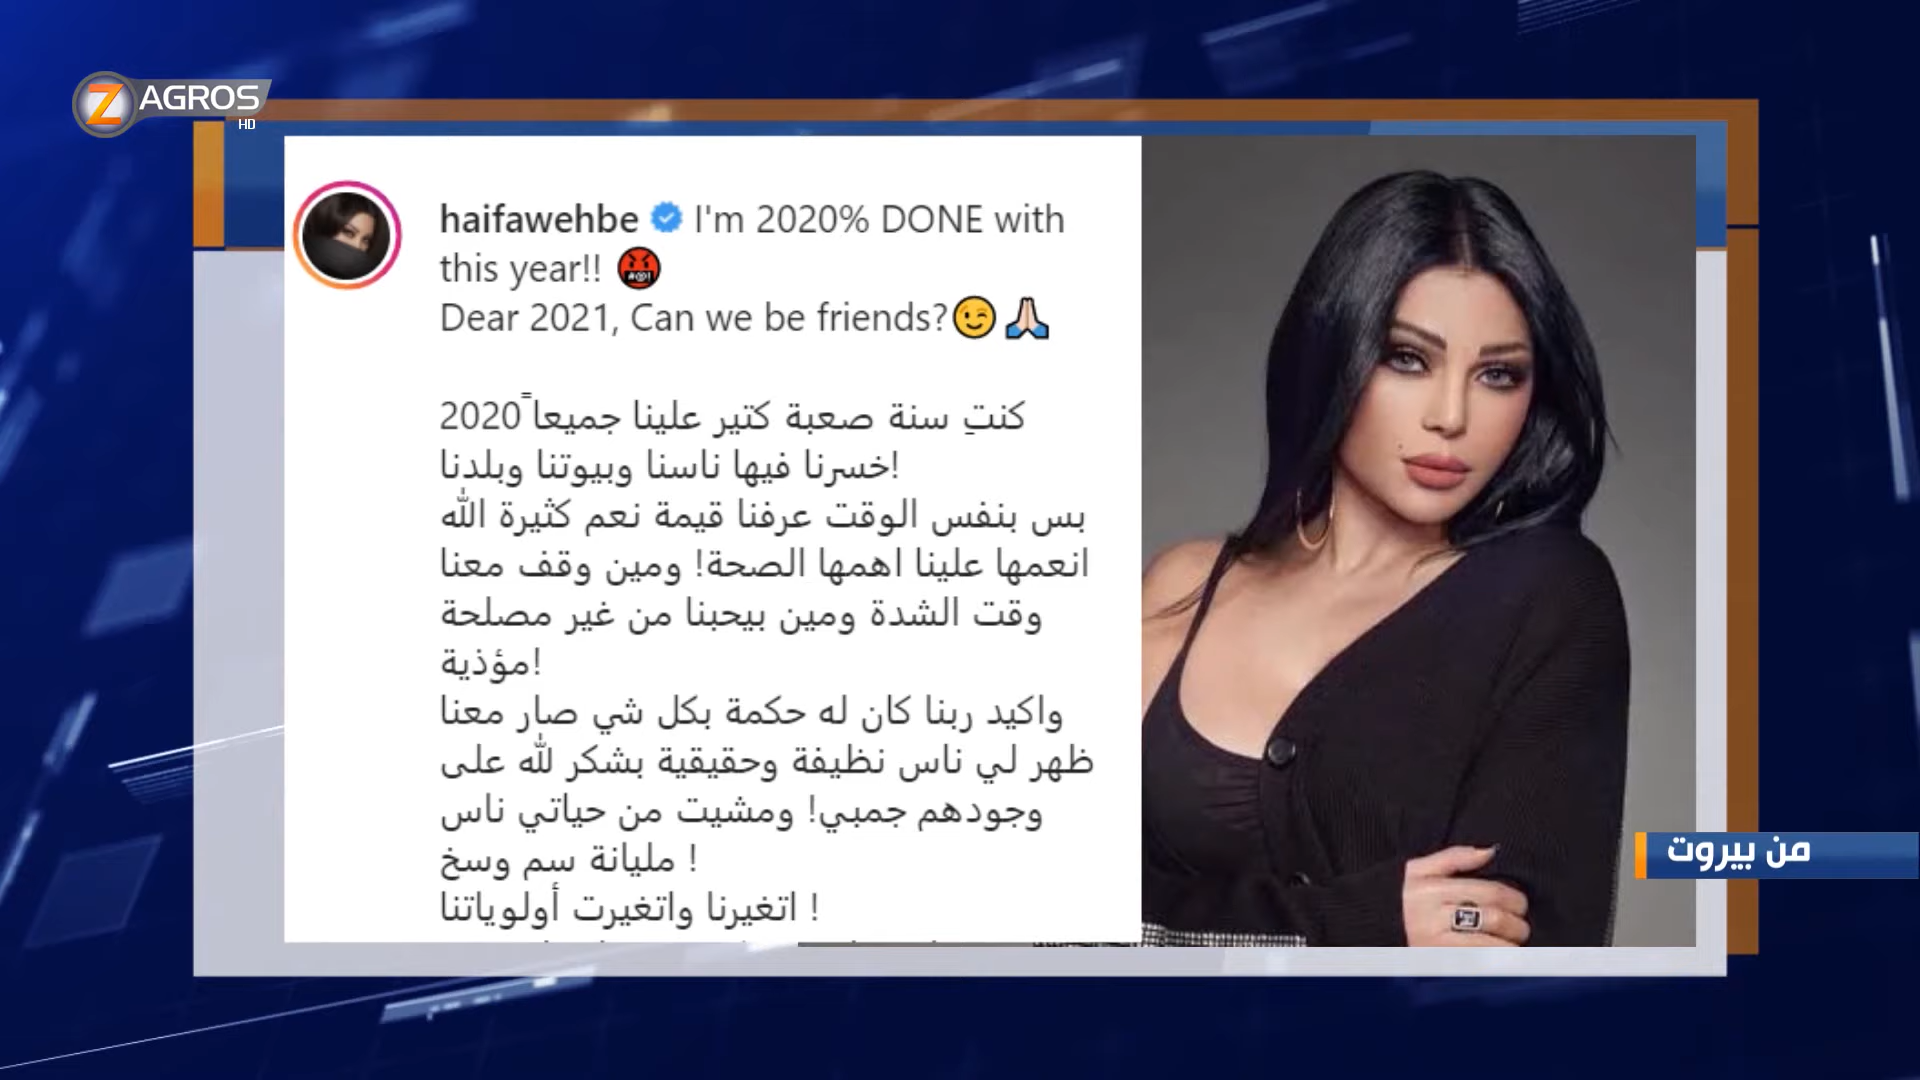 ZAGROS
HD
haifawehbe I'm 2020% DONE with
this year!! 🤬
Dear 2021, Can we be friends?😉🙏🏻
2020 كنتِ سنة صعبة كتير علينا جميعاً
خسرنا فيها ناسنا وبيوتنا وبلدنا!
بس بنفس الوقت عرفنا قيمة نعم كثيرة الله
انعمها علينا اهمها الصحة! ومين وقف معنا
وقت الشدة ومين بيحبنا من غير مصلحة
مؤذية!
واكيد ربنا كان له حكمة بكل شي صار معنا
ظهر لي ناس نظيفة وحقيقية بشكر لله على
وجودهم جمبي! ومشيت من حياتي ناس
مليانة سم وسخ !
اتغيرنا واتغيرت أولوياتنا !
من بيروت